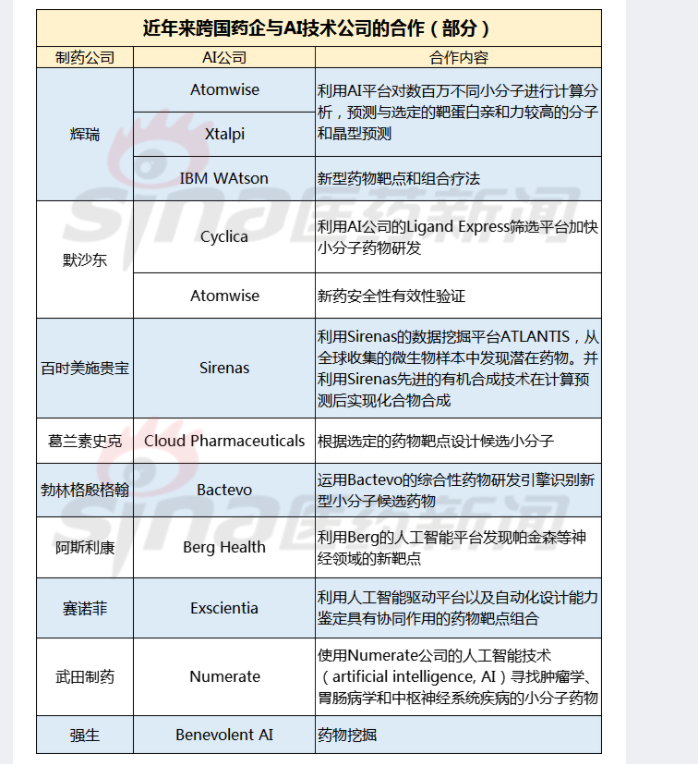 近年来跨国药企与AI技术公司的合作（部分）
制药公司 AI公司 合作内容
辉瑞
Atomwise
Xtalpi
利用AI平台对数百万不同小分子进行计算分
析，预测与选定的靶蛋白亲和力较高的分子
和晶型预测
IBM WAtson 新型药物靶点和组合疗法
默沙东
Cyclica
利用AI公司的Ligand Express筛选平台加快
小分子药物研发
Atomwise 新药安全性有效性验证
百时美施贵宝 Sirenas
利用Sirenas的数据挖掘平台ATLANTIS，从
全球收集的微生物样本中发现潜在药物。并
利用Sirenas先进的有机合成技术在计算预
测后实现化合物合成
葛兰素史克 Cloud Pharmaceuticals 根据选定的药物靶点设计候选小分子
勃林格殷格翰 Bactevo
运用Bactevo的综合性药物研发引擎识别新
型小分子候选药物
阿斯利康 Berg Health
利用Berg的人工智能平台发现帕金森等神
经领域的新靶点
赛诺菲 Exscientia
利用人工智能驱动平台以及自动化设计能力
鉴定具有协同作用的药物靶点组合
武田制药 Numerate
使用Numerate公司的人工智能技术
（artificial intelligence, AI）寻找肿瘤学、
胃肠病学和中枢神经系统疾病的小分子药物
强生 Benevolent AI 药物挖掘
sina医药新闻
sina医药新闻